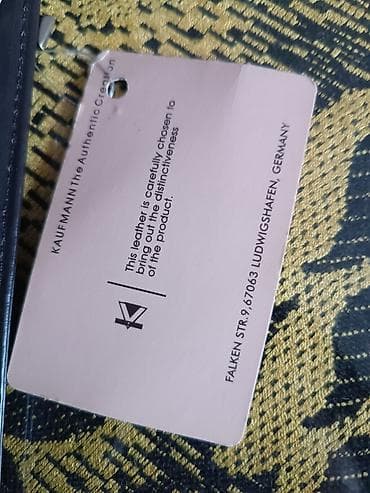 KAUFMANN The Authentic Creation
This leather is carefully chosen to
bring out the distinctiveness
of the product.
FALKEN STR.9,67063 LUDWIGSHAFEN, GERMANY